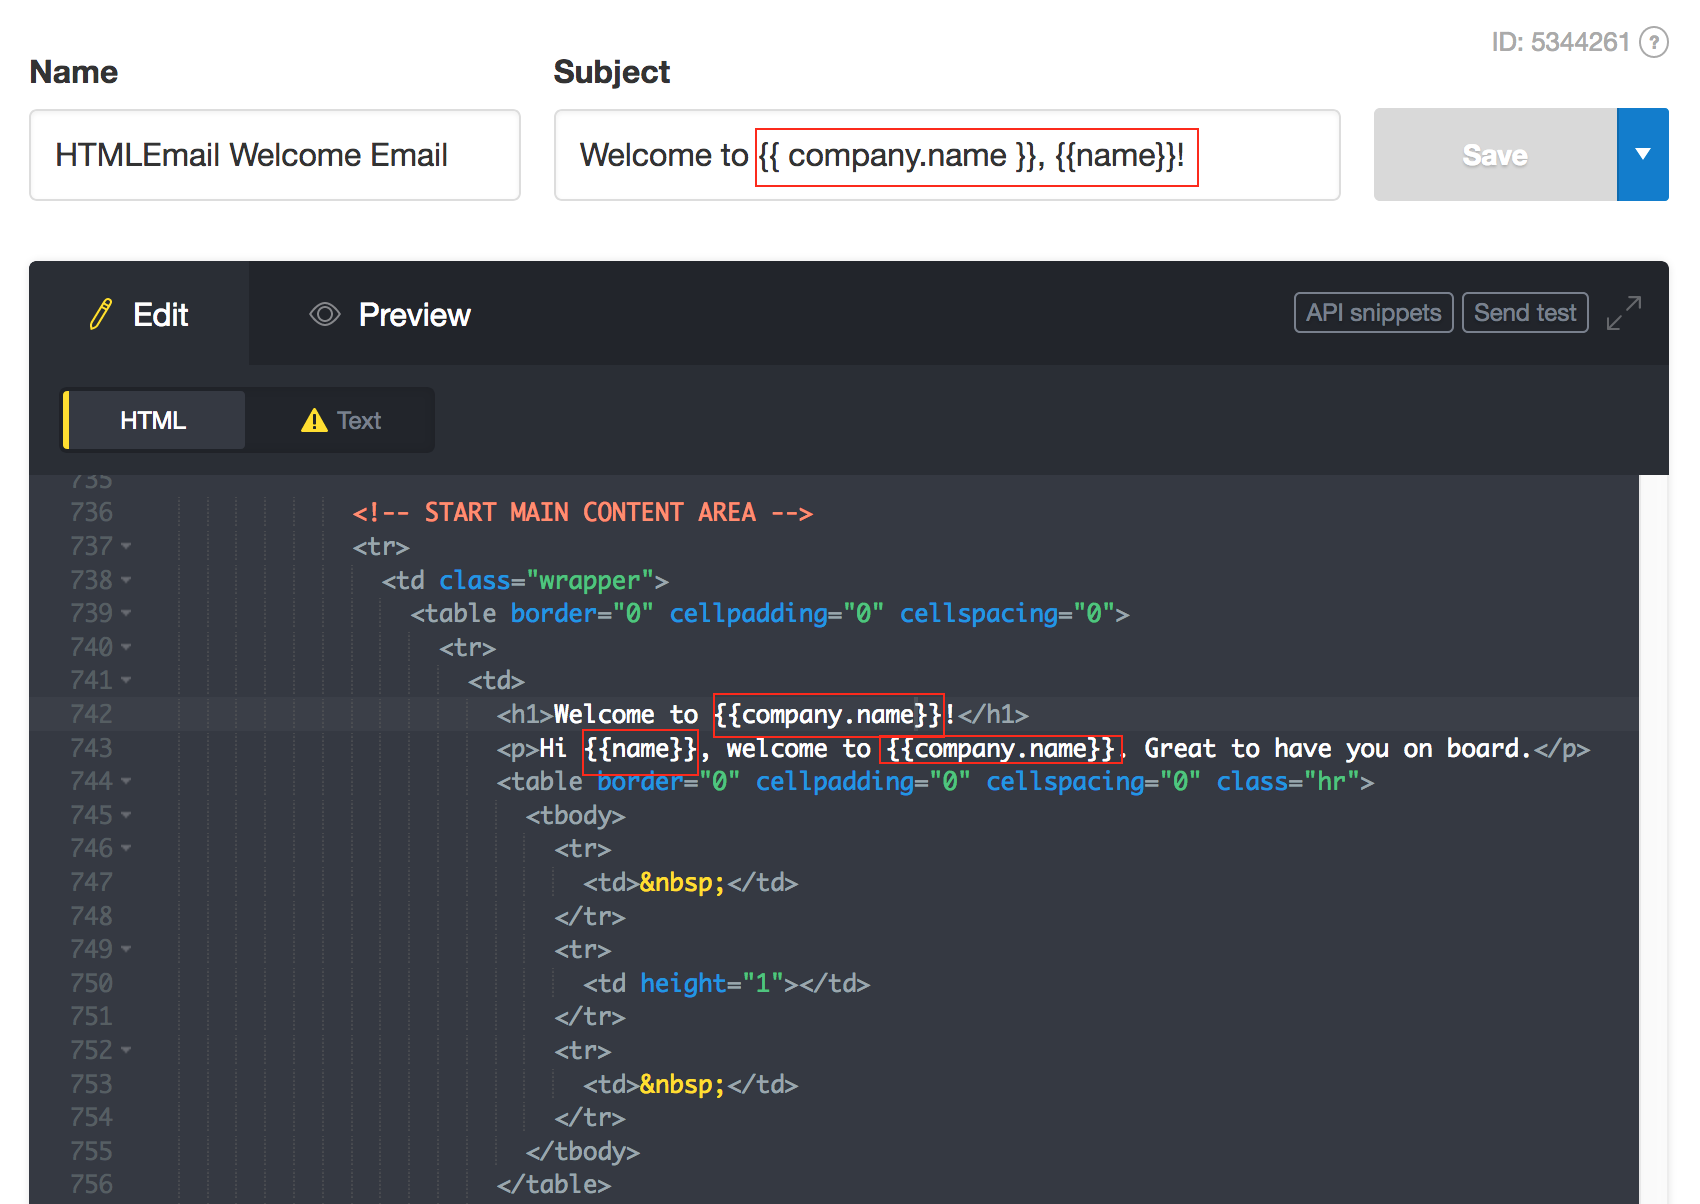 ID: 5344261 ?
Name
Subject
HTMLEmail Welcome Email
Welcome to {{ company.name }}, {{name}}!
Save
Edit
Preview
API snippets
Send test
HTML
Text
735
736 <!-- START MAIN CONTENT AREA -->
737 <tr>
738 <td class="wrapper">
739 <table border="0" cellpadding="0" cellspacing="0">
740 <tr>
741 <td>
742 <h1>Welcome to {{company.name}}!</h1>
743 <p>Hi {{name}}, welcome to {{company.name}}. Great to have you on board.</p>
744 <table border="0" cellpadding="0" cellspacing="0" class="hr">
745 <tbody>
746 <tr>
747 <td>&nbsp;</td>
748 </tr>
749 <tr>
750 <td height="1"></td>
751 </tr>
752 <tr>
753 <td>&nbsp;</td>
754 </tr>
755 </tbody>
756 </table>